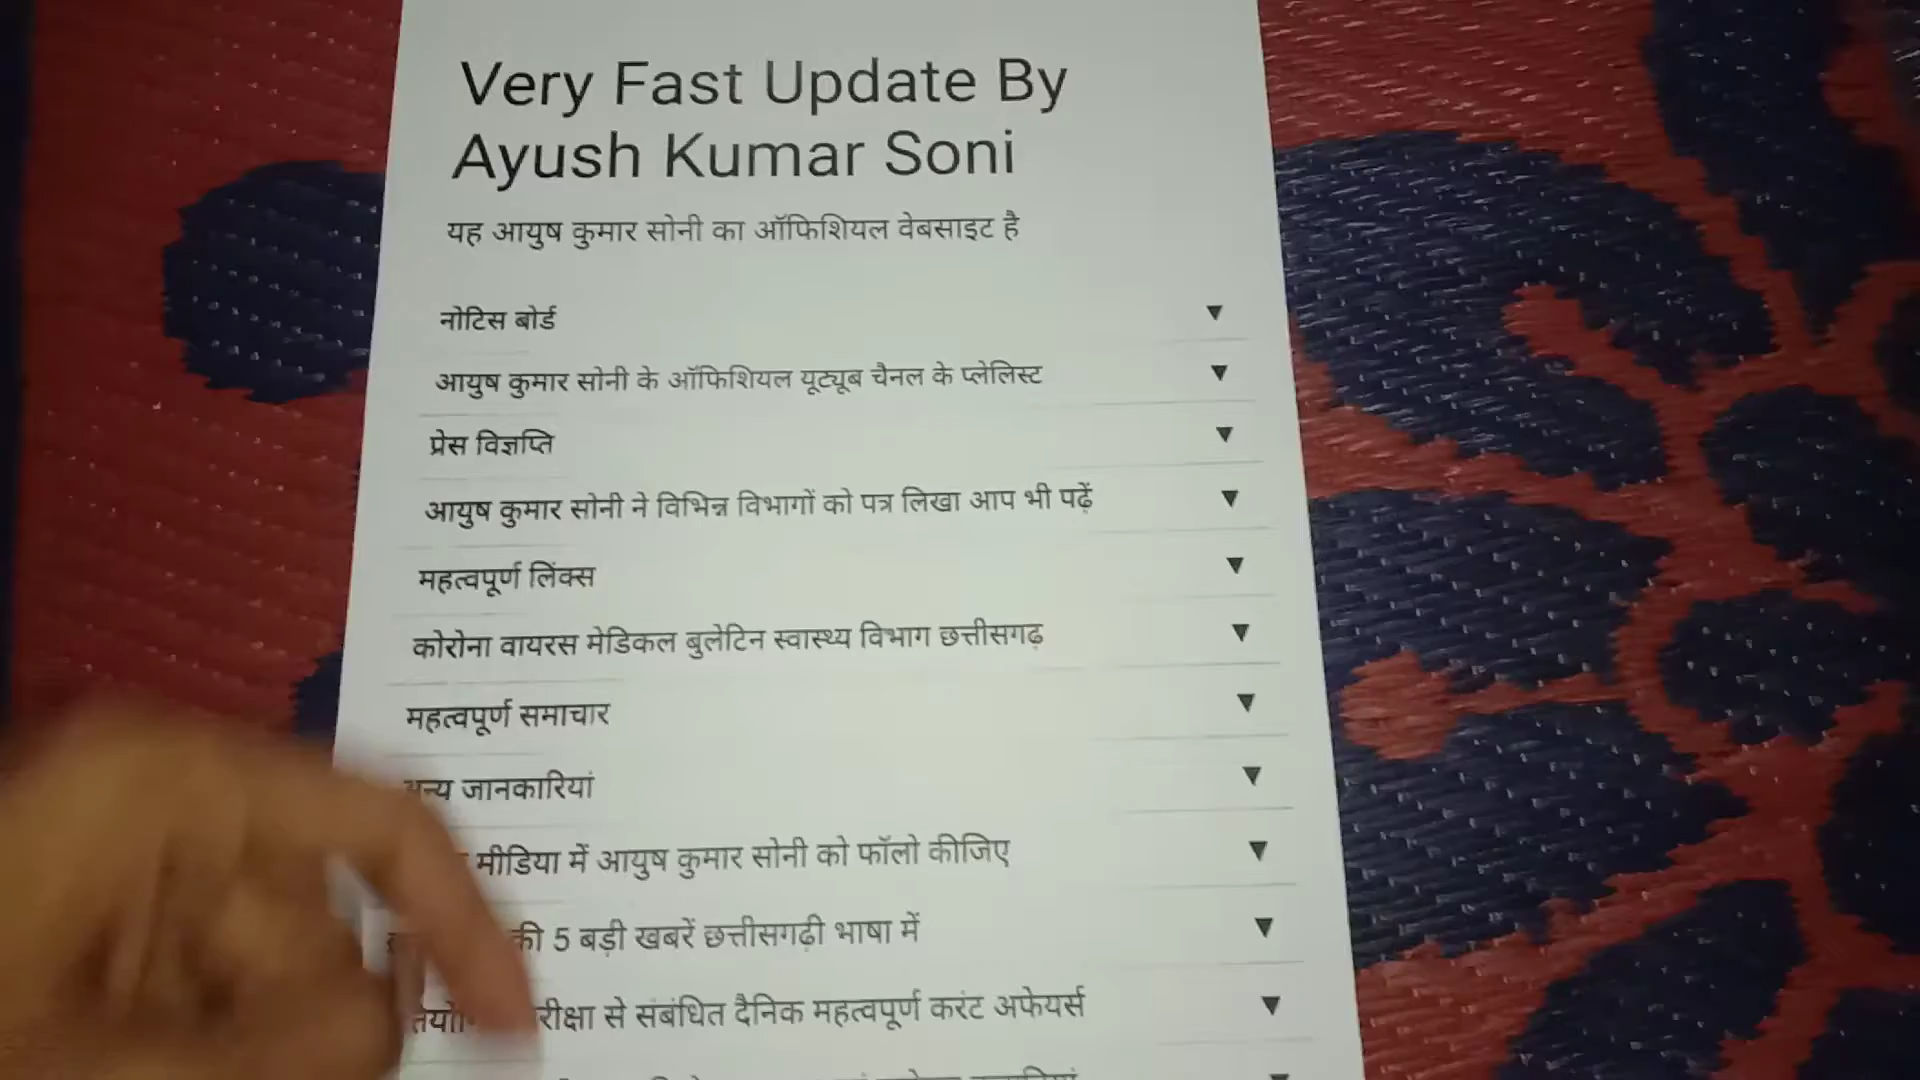 Very Fast Update By
Ayush Kumar Soni
यह आयुष कुमार सोनी का ऑफिशियल वेबसाइट है
नोटिस बोर्ड
आयुष कुमार सोनी के ऑफिशियल यूट्यूब चैनल के प्लेलिस्ट
प्रेस विज्ञप्ति
आयुष कुमार सोनी ने विभिन्न विभागों को पत्र लिखा आप भी पढ़ें
महत्वपूर्ण लिंक्स
कोरोना वायरस मेडिकल बुलेटिन स्वास्थ्य विभाग छत्तीसगढ़
महत्वपूर्ण समाचार
अन्य जानकारियां
मीडिया में आयुष कुमार सोनी को फॉलो कीजिए
की 5 बड़ी खबरें छत्तीसगढ़ी भाषा में
से संबंधित दैनिक महत्वपूर्ण करंट अफेयर्स